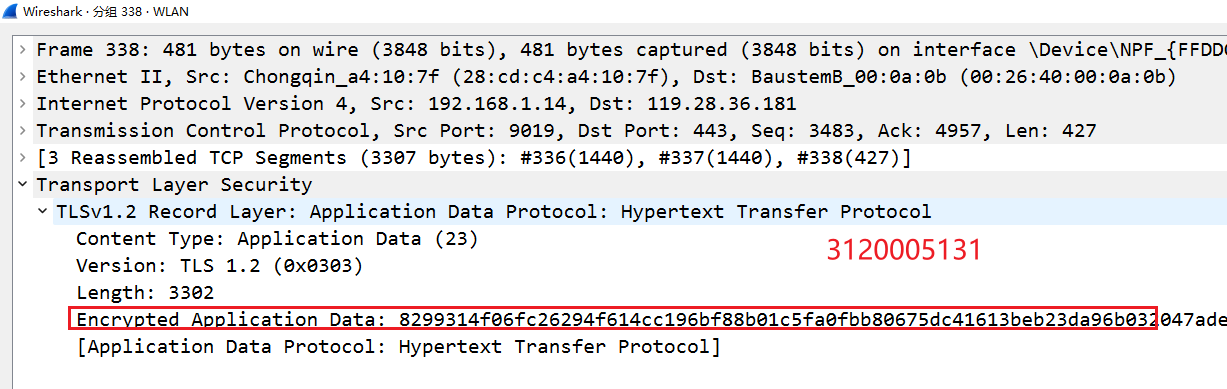 Wireshark · 分组 338 · WLAN
Frame 338: 481 bytes on wire (3848 bits), 481 bytes captured (3848 bits) on interface \Device\NPF_{FFDD
Ethernet II, Src: Chongqin_a4:10:7f (28:cd:c4:a4:10:7f), Dst: BaustemB_00:0a:0b (00:26:40:00:0a:0b)
Internet Protocol Version 4, Src: 192.168.1.14, Dst: 119.28.36.181
Transmission Control Protocol, Src Port: 9019, Dst Port: 443, Seq: 3483, Ack: 4957, Len: 427
[3 Reassembled TCP Segments (3307 bytes): #336(1440), #337(1440), #338(427)]
Transport Layer Security
TLSv1.2 Record Layer: Application Data Protocol: Hypertext Transfer Protocol
Content Type: Application Data (23)
3120005131
Version: TLS 1.2 (0x0303)
Length: 3302
Encrypted Application Data: 8299314f06fc26294f614cc196bf88b01c5fa0fbb80675dc41613beb23da96b032047ade
[Application Data Protocol: Hypertext Transfer Protocol]